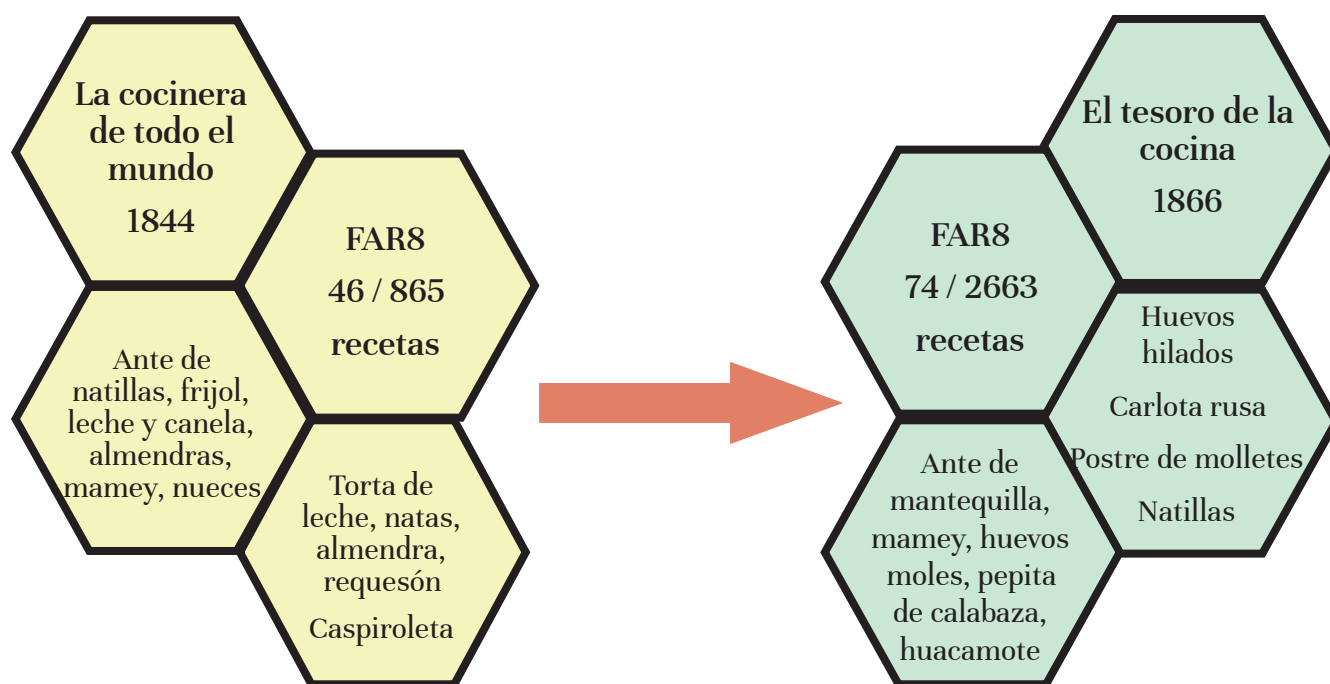 La cocinera
de todo el
mundo
1844
FAR8
46 / 865
recetas
Ante de
natillas, frijol,
leche y canela,
almendras,
mamey, nueces
Torta de
leche, natas,
almendra,
requesón
Caspiroleta
El tesoro de la
cocina
1866
FAR8
74 / 2663
recetas
Huevos
hilados
Carlota rusa
Postre de molletes
Natillas
Ante de
mantequilla,
mamey, huevos
moles, pepita
de calabaza,
huacamote